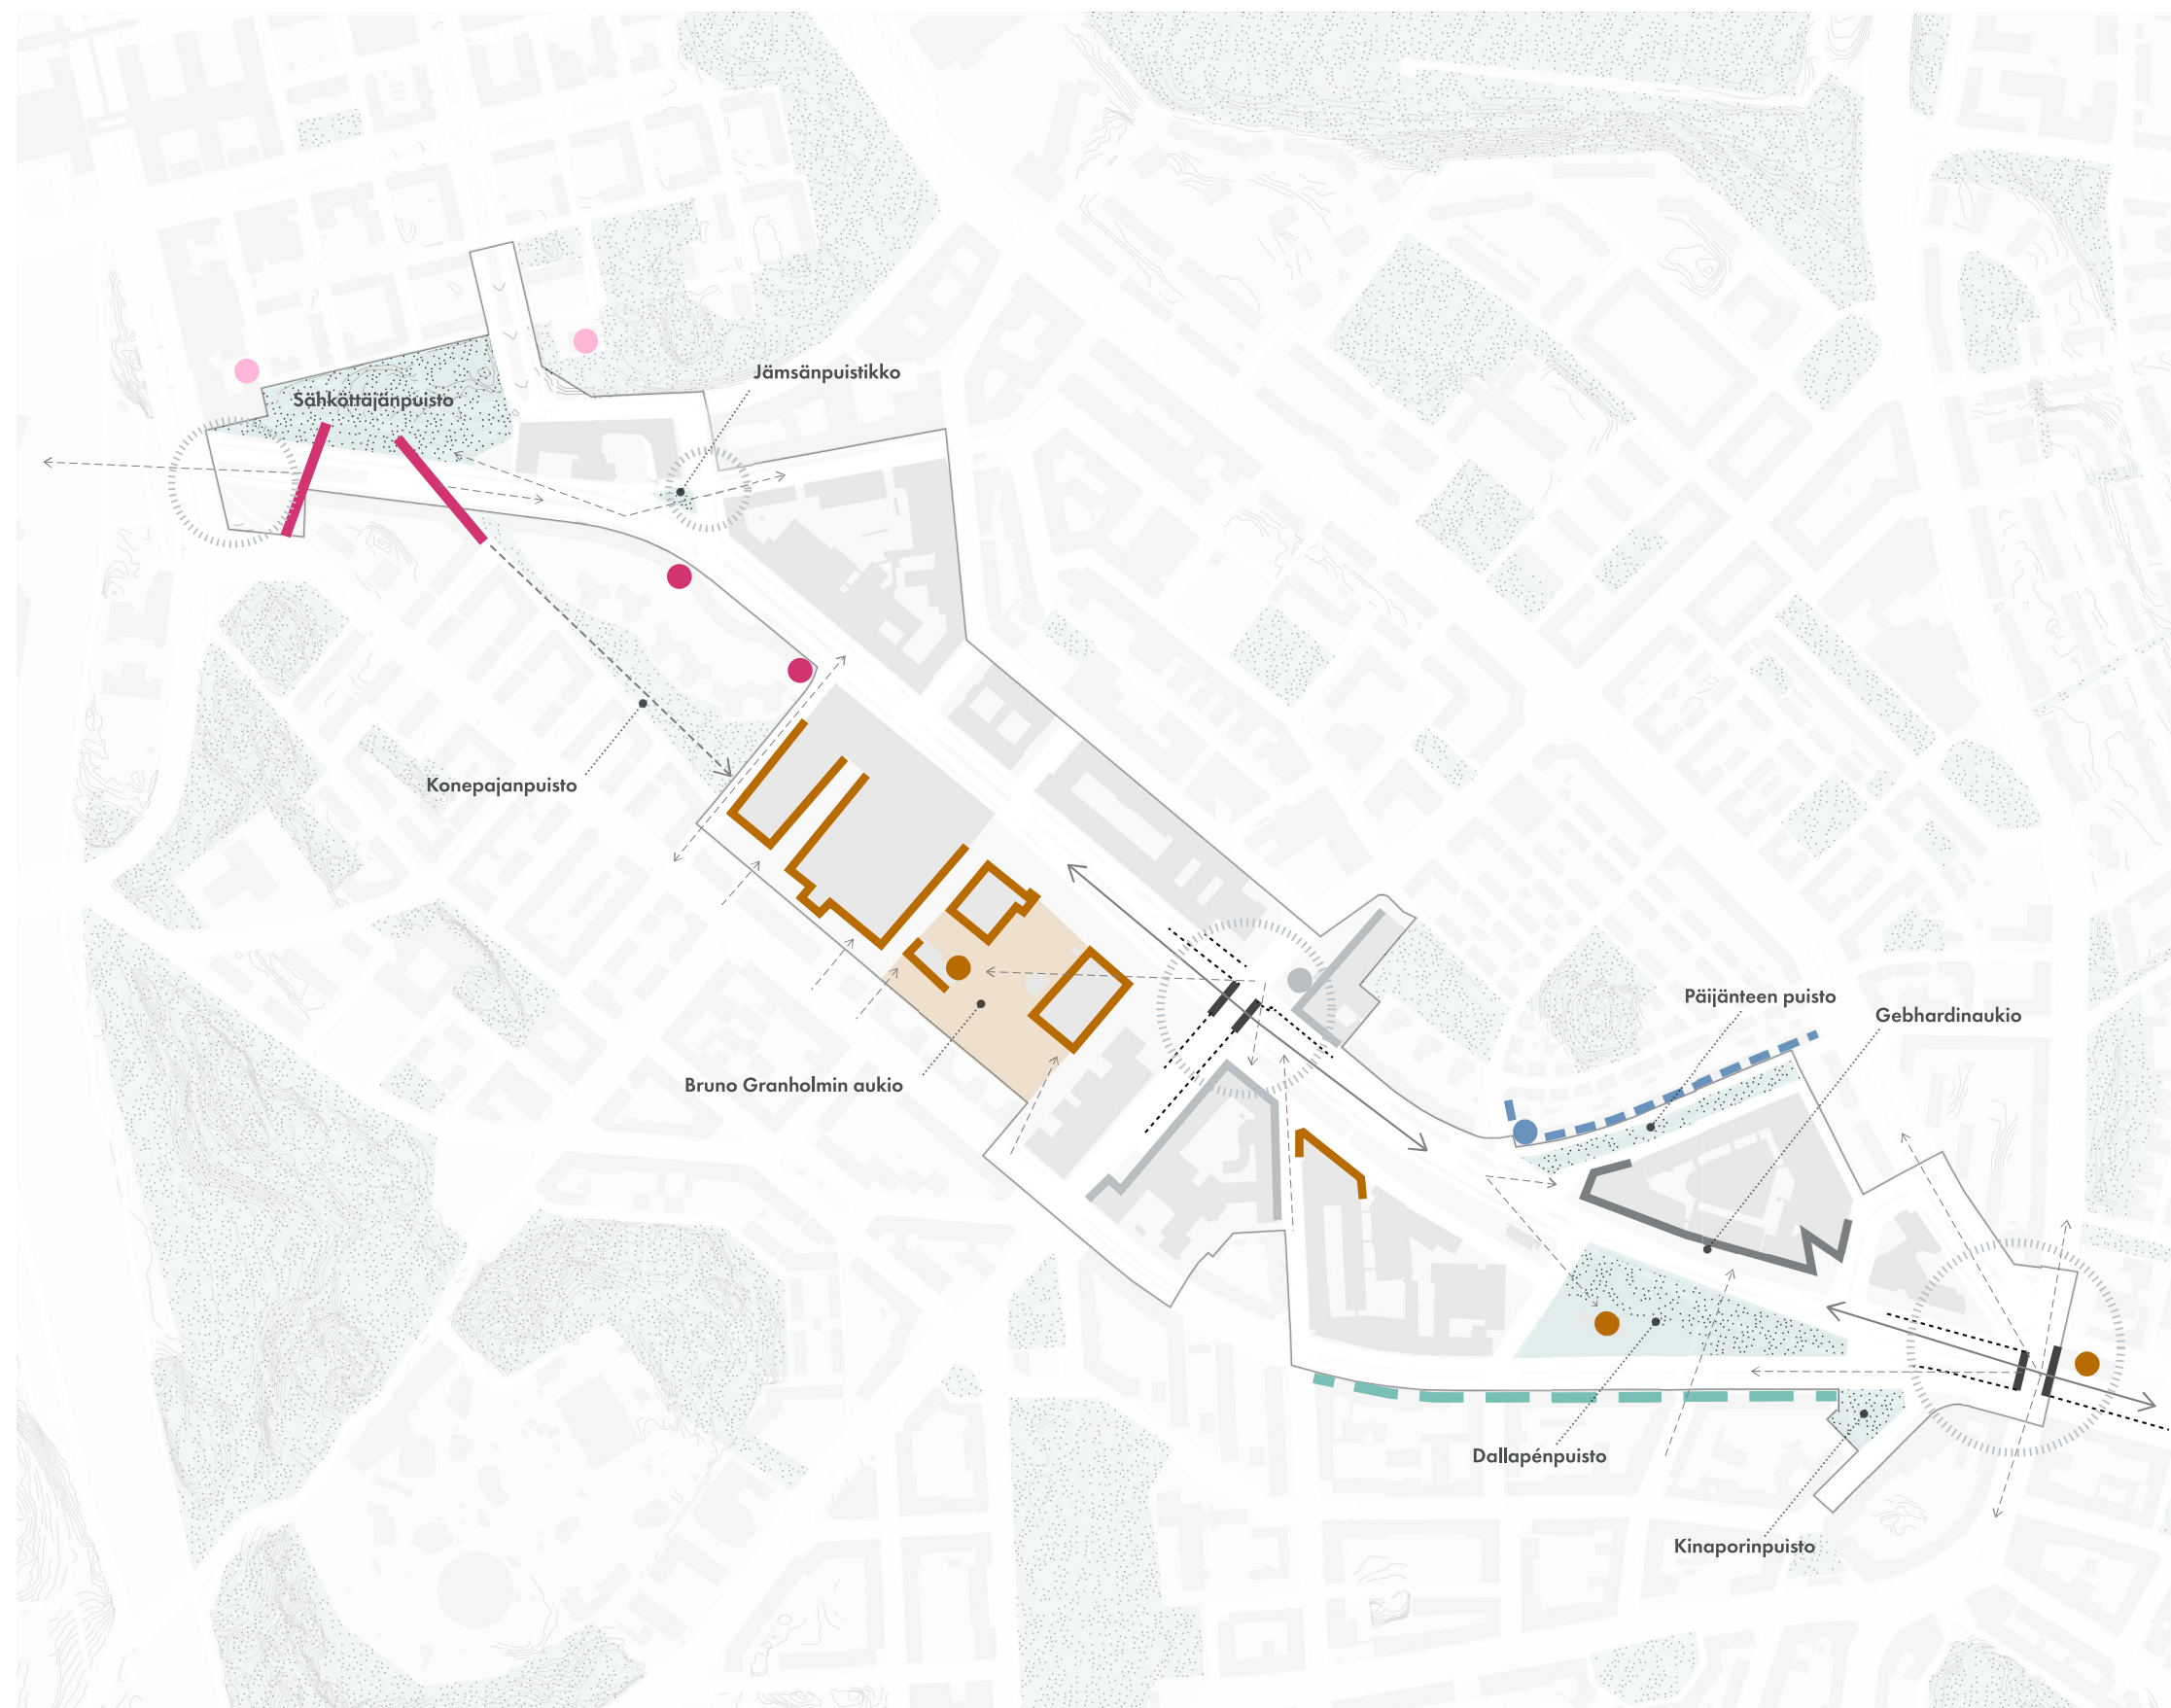 Jämsänpuistikko
Sähköttäjänpuisto
Konepajanpuisto
Päijänteen puisto
Gebhardinaukio
Bruno Granholmin aukio
Dallapénpuisto
Kinaporinpuisto